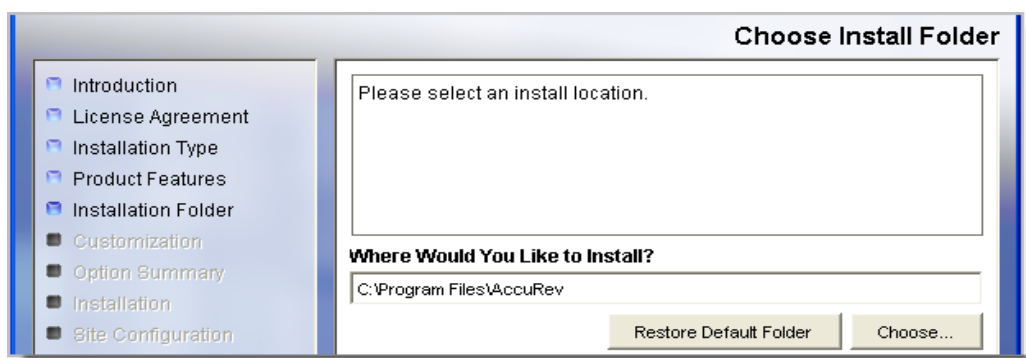 Choose Install Folder
Introduction
License Agreement
Installation Type
Product Features
Installation Folder
Customization
Option Summary
Installation
Site Configuration
Please select an install location.
Where Would You Like to Install?
C:\Program Files\AccuRev
Restore Default Folder
Choose...